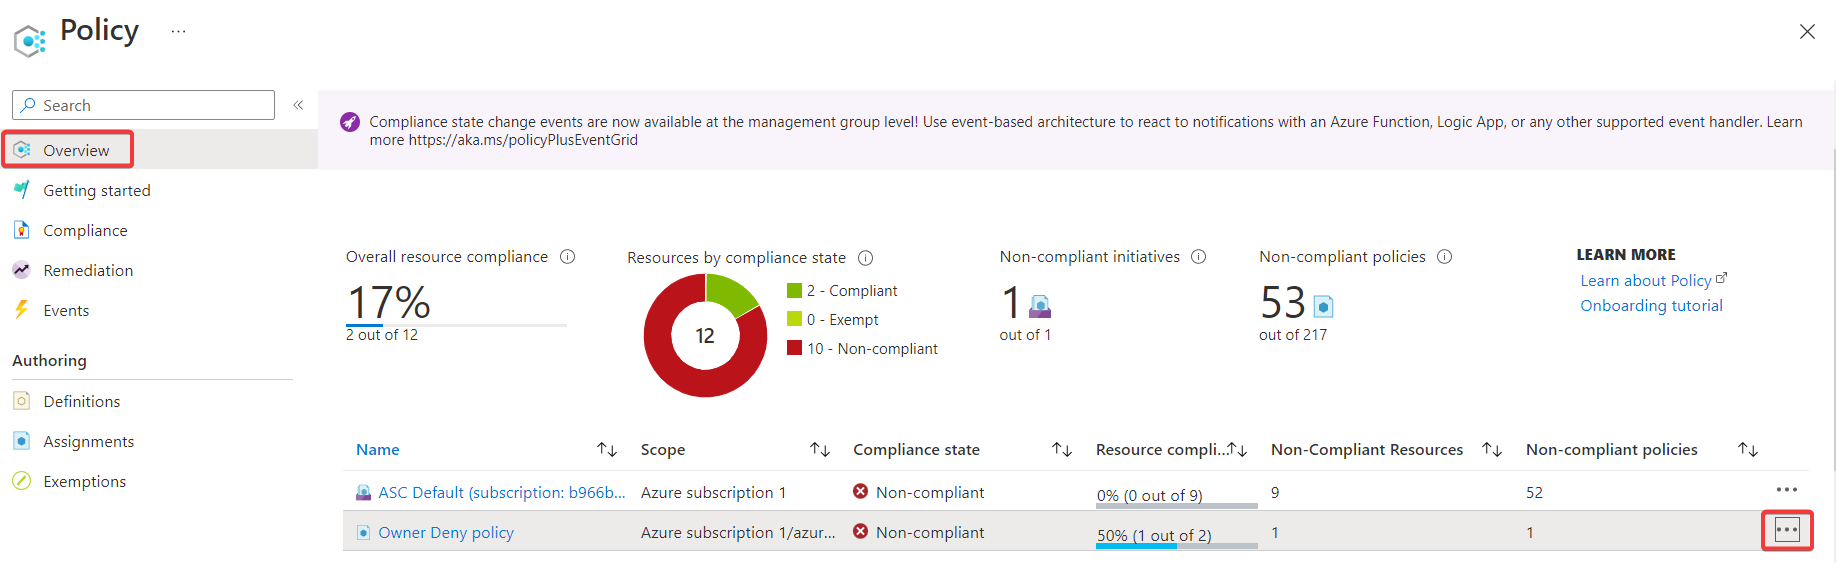 Policy ...
Search «
Overview
Getting started
Compliance
Remediation
Events
Authoring
Definitions
Assignments
Exemptions
Compliance state change events are now available at the management group level! Use event-based architecture to react to notifications with an Azure Function, Logic App, or any other supported event handler. Learn
more https://aka.ms/policyPlusEventGrid
Overall resource compliance
17%
2 out of 12
Resources by compliance state
12
2 - Compliant
0 - Exempt
10 - Non-compliant
Non-compliant initiatives
1
out of 1
Non-compliant policies
53
out of 217
LEARN MORE
Learn about Policy
Onboarding tutorial
Name Scope Compliance state Resource compli... Non-Compliant Resources Non-compliant policies
ASC Default (subscription: b966b... Azure subscription 1 Non-compliant 0% (0 out of 9) 9 52 ...
Owner Deny policy Azure subscription 1/azur... Non-compliant 50% (1 out of 2) 1 1 ...